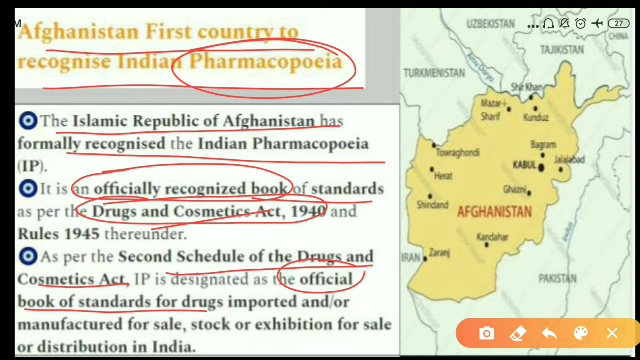 M
... 27
Afghanistan First country to
recognise Indian Pharmacopoeia
The Islamic Republic of Afghanistan has
formally recognised the Indian Pharmacopoeia
(IP).
It is an officially recognized book of standards
as per the Drugs and Cosmetics Act, 1940 and
Rules 1945 thereunder.
As per the Second Schedule of the Drugs and
Cosmetics Act, IP is designated as the official
book of standards for drugs imported and/or
manufactured for sale, stock or exhibition for sale
or distribution in India.
UZBEKISTAN
CHINA
TAJIKISTAN
Amu Darya
TURKMENISTAN
Shir Khan
Mazar-i
Sharif
Kunduz
Towraghondi
Bagram
KABUL
Jalalabad
Herat
Ghazni
Shindand
AFGHANISTAN
Kandahar
Indus
IRAN
Zaranj
PAKISTAN